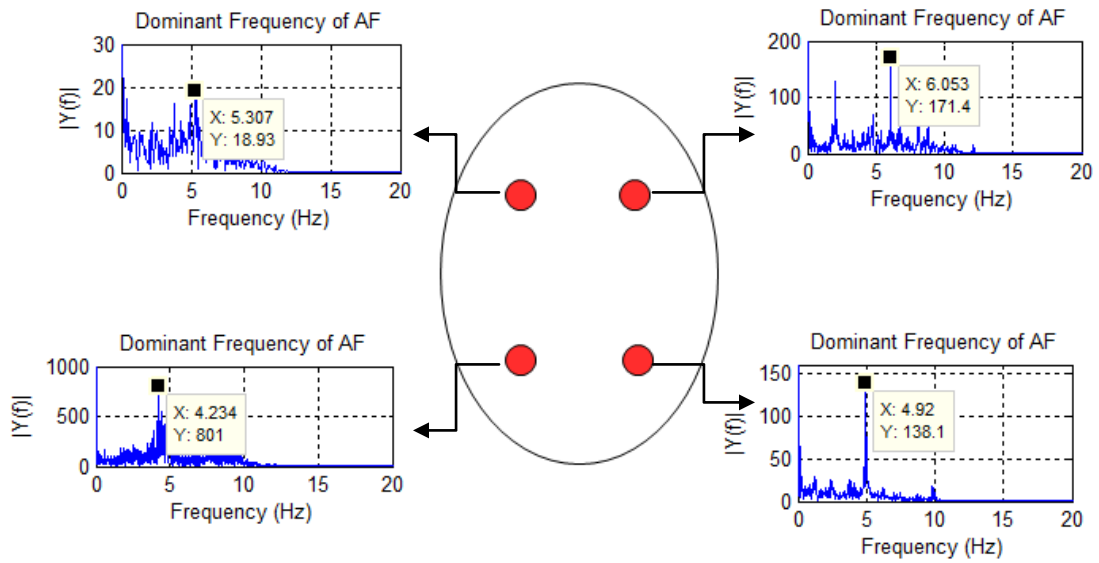 Dominant Frequency of AF
30
20
10
0
|Y(f)|
X: 5.307
Y: 18.93
0 5 10 15 20
Frequency (Hz)
Dominant Frequency of AF
200
100
0
|Y(f)|
X: 6.053
Y: 171.4
0 5 10 15 20
Frequency (Hz)
Dominant Frequency of AF
1000
500
0
|Y(f)|
X: 4.234
Y: 801
0 5 10 15 20
Frequency (Hz)
Dominant Frequency of AF
150
100
50
0
|Y(f)|
X: 4.92
Y: 138.1
0 5 10 15 20
Frequency (Hz)